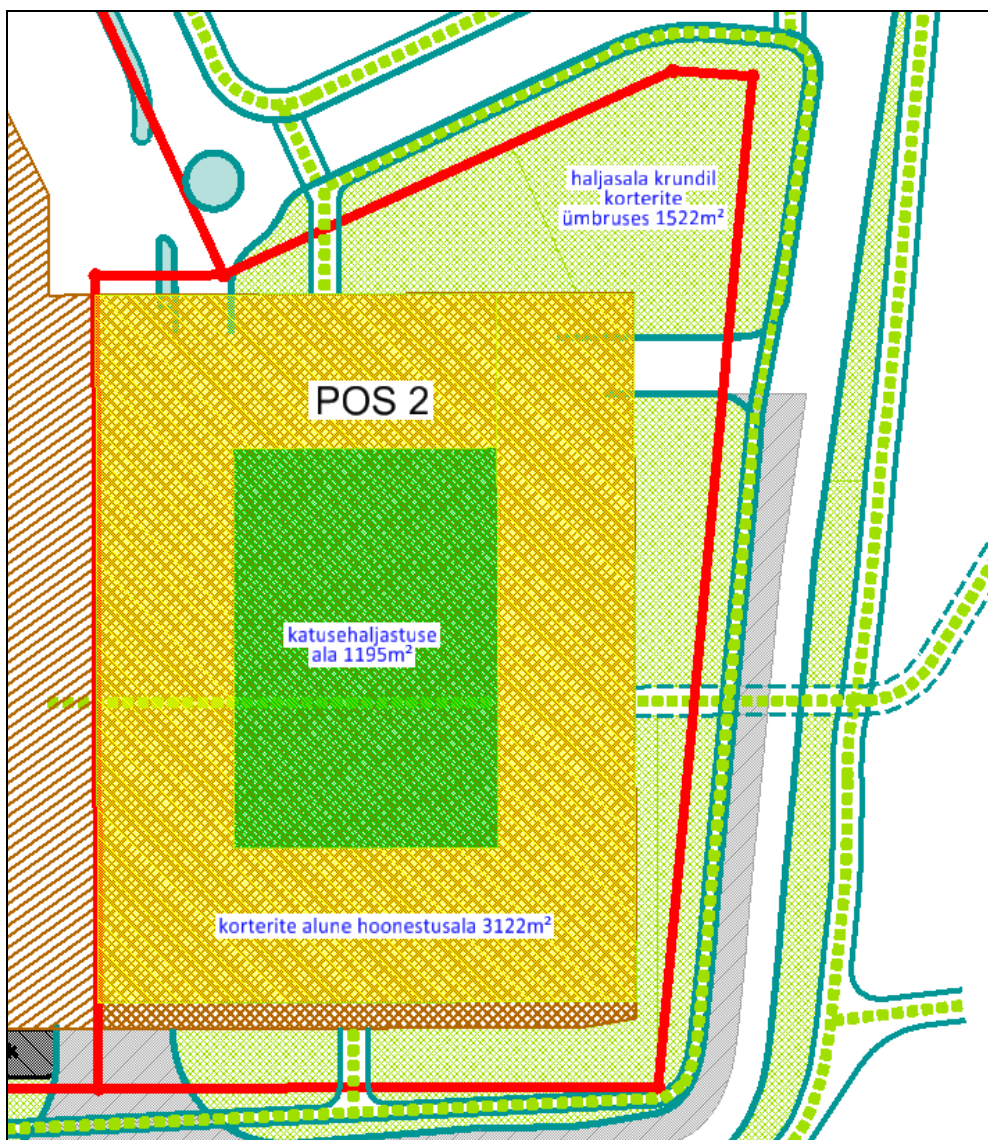 haljasala krundil
korterite
ümbruses 1522m²
POS 2
katusehaljastuse
ala 1195m²
korterite alune hoonestusala 3122m²